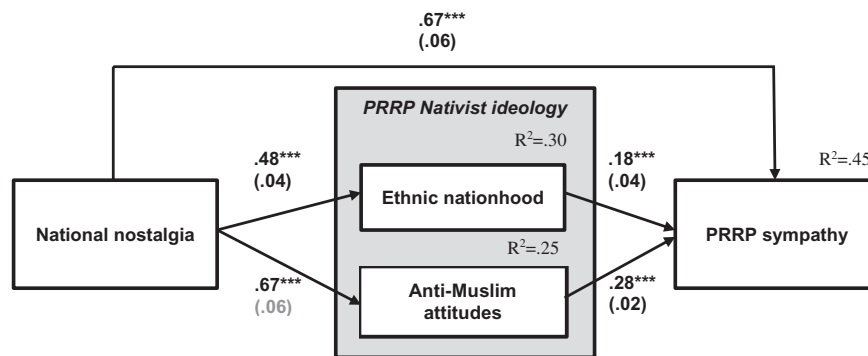 .67***
(.06)
PRRP Nativist ideology
R²=.30
.48***
(.04)
Ethnic nationhood
.18***
(.04)
R²=.45
National nostalgia
PRRP sympathy
R²=.25
.67***
(.06)
Anti-Muslim
attitudes
.28***
(.02)